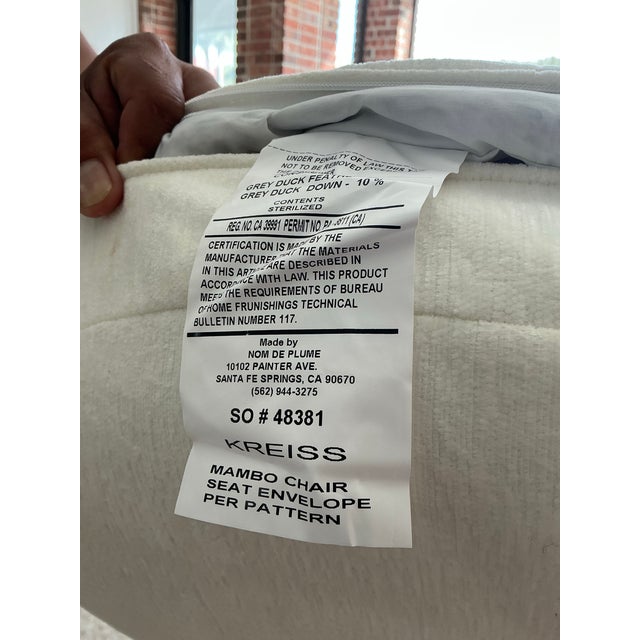 UNDER PENALTY OF LAW THIS
NOT TO BE REMOVED EXCEPT
GREY DUCK
GREY DUCK DOWN - 10 %
CONTENTS
STERILIZED
REG. NO. CA 39991 PERMIT NO. (CA)
CERTIFICATION IS MADE BY THE
MANUFACTURER THAT THE MATERIALS
IN THIS ARTICLE ARE DESCRIBED IN
ACCORDANCE WITH LAW. THIS PRODUCT
MEETS THE REQUIREMENTS OF BUREAU
OF HOME FRUNISHINGS TECHNICAL
BULLETIN NUMBER 117.
Made by
NOM DE PLUME
10102 PAINTER AVE.
SANTA FE SPRINGS, CA 90670
(562) 944-3275
SO # 48381
KREISS
MAMBO CHAIR
SEAT ENVELOPE
PER PATTERN